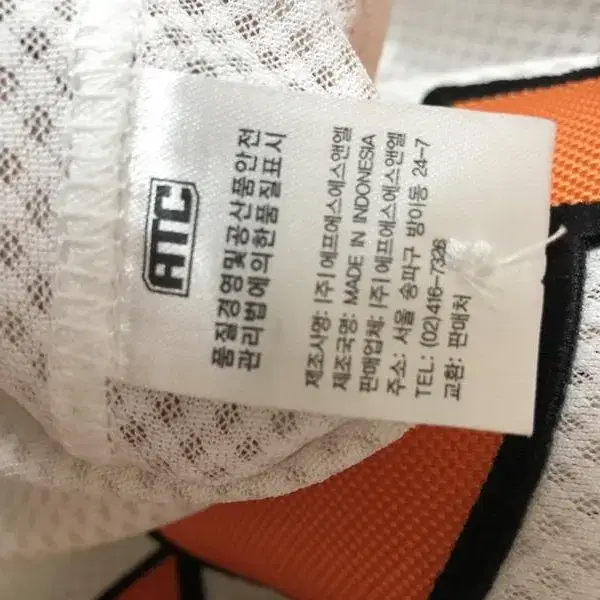 ATC
품질경영및공산품안전
관리법에의한품질표시
제조사명: (주)에프에스에스앤엘
제조국명: MADE IN INDONESIA
판매업체: (주)에프에스에스앤엘
주소: 서울 송파구 방이동 24-7
TEL: (02)416-7326
교환: 판매처